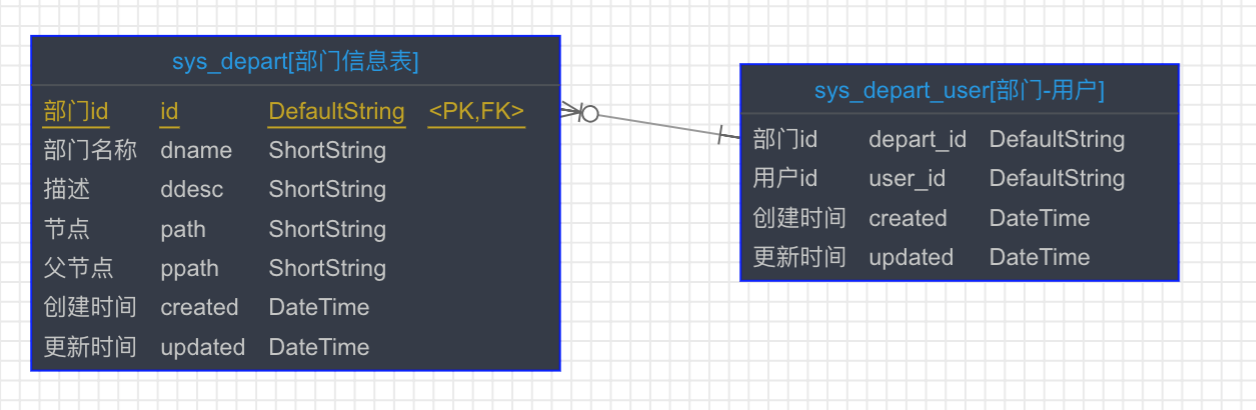 sys_depart[部门信息表]
部门id id DefaultString <PK,FK>
部门名称 dname ShortString
描述 ddesc ShortString
节点 path ShortString
父节点 ppath ShortString
创建时间 created DateTime
更新时间 updated DateTime
sys_depart_user[部门-用户]
部门id depart_id DefaultString
用户id user_id DefaultString
创建时间 created DateTime
更新时间 updated DateTime